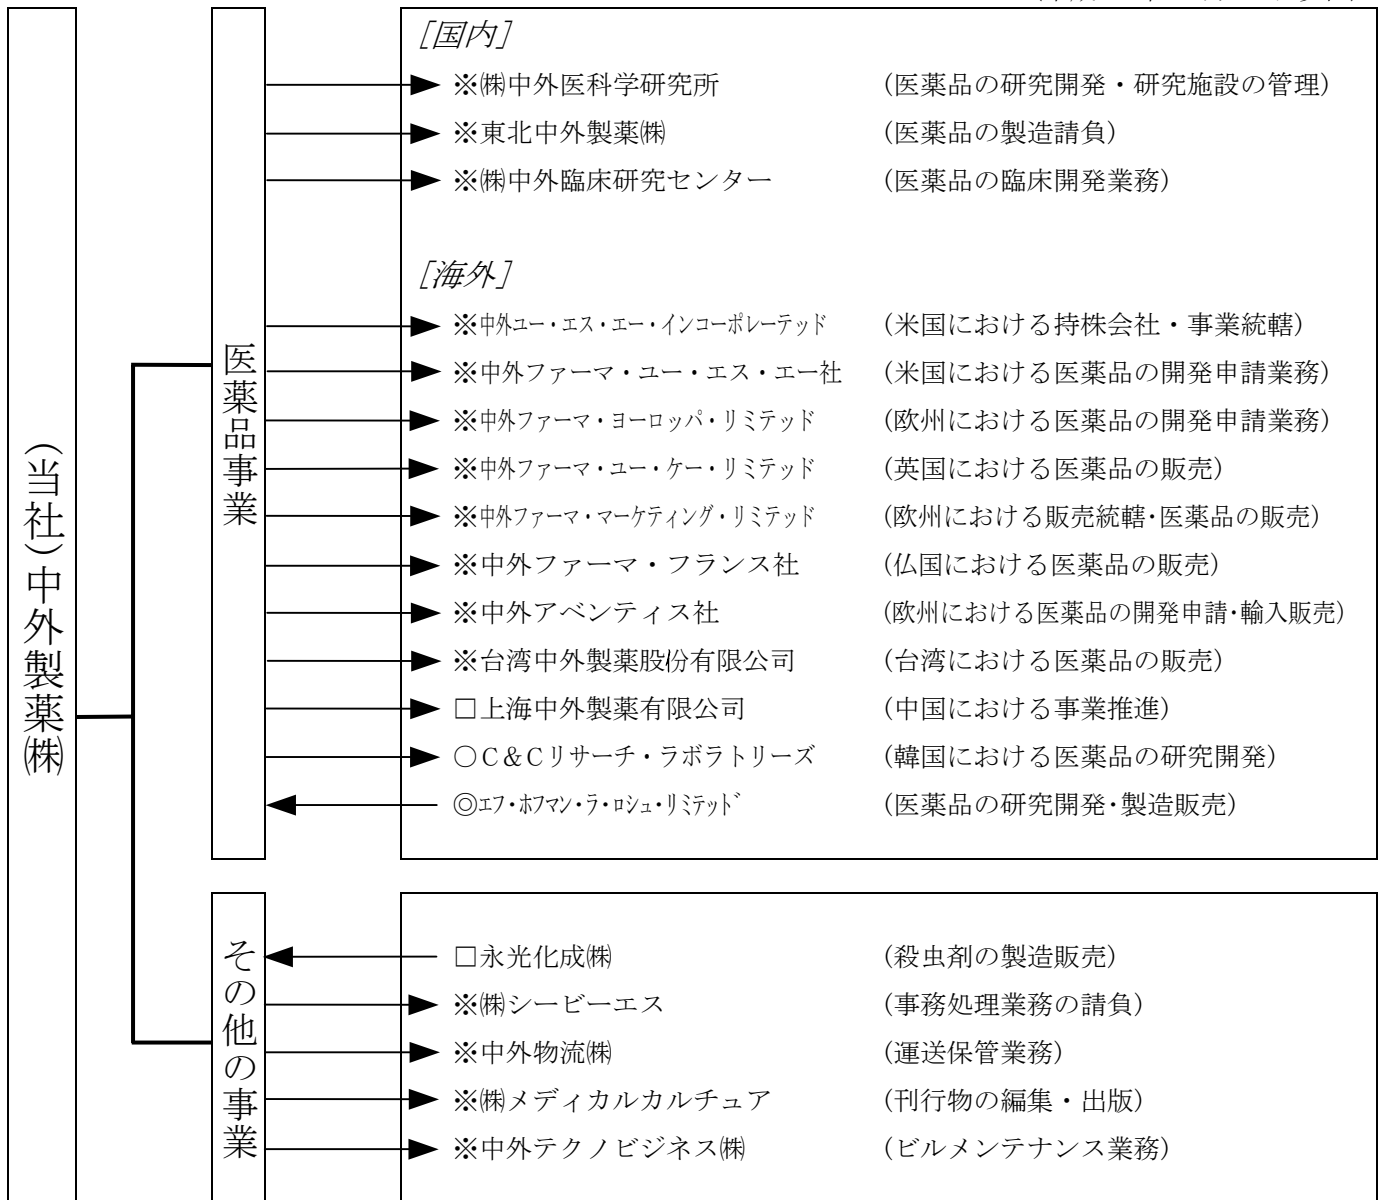 (当社)中外製薬㈱
医薬品事業
[国内]
※㈱中外医科学研究所 (医薬品の研究開発・研究施設の管理)
※東北中外製薬㈱ (医薬品の製造請負)
※㈱中外臨床研究センター (医薬品の臨床開発業務)
[海外]
※中外ユー・エス・エー・インコーポレーテッド (米国における持株会社・事業統轄)
※中外ファーマ・ユー・エス・エー社 (米国における医薬品の開発申請業務)
※中外ファーマ・ヨーロッパ・リミテッド (欧州における医薬品の開発申請業務)
※中外ファーマ・ユー・ケー・リミテッド (英国における医薬品の販売)
※中外ファーマ・マーケティング・リミテッド (欧州における販売統轄・医薬品の販売)
※中外ファーマ・フランス社 (仏国における医薬品の販売)
※中外アベンティス社 (欧州における医薬品の開発申請・輸入販売)
※台湾中外製薬股份有限公司 (台湾における医薬品の販売)
□上海中外製薬有限公司 (中国における事業推進)
○C&Cリサーチ・ラボラトリーズ (韓国における医薬品の研究開発)
◎エフ・ホフマン・ラ・ロシュ・リミテッド (医薬品の研究開発・製造販売)
その他の事業
□永光化成㈱ (殺虫剤の製造販売)
※㈱シービーエス (事務処理業務の請負)
※中外物流㈱ (運送保管業務)
※㈱メディカルカルチュア (刊行物の編集・出版)
※中外テクノビジネス㈱ (ビルメンテナンス業務)